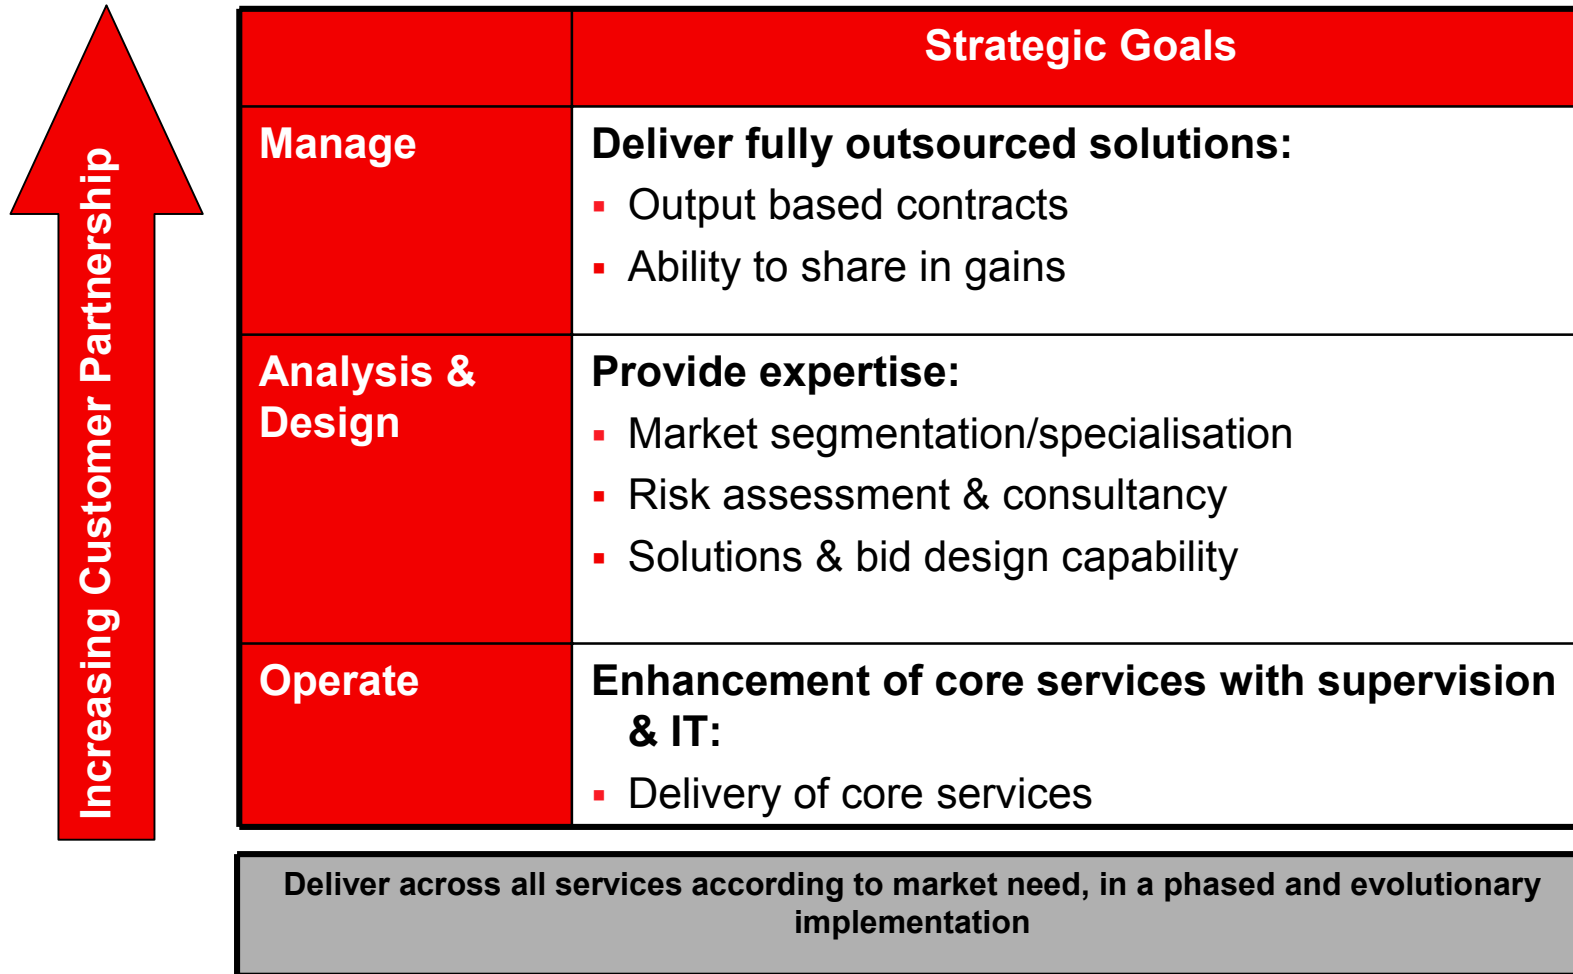 Increasing Customer Partnership
Strategic Goals
Manage
Deliver fully outsourced solutions:
▪ Output based contracts
▪ Ability to share in gains
Analysis &
Design
Provide expertise:
▪ Market segmentation/specialisation
▪ Risk assessment & consultancy
▪ Solutions & bid design capability
Operate
Enhancement of core services with supervision
& IT:
▪ Delivery of core services
Deliver across all services according to market need, in a phased and evolutionary
implementation